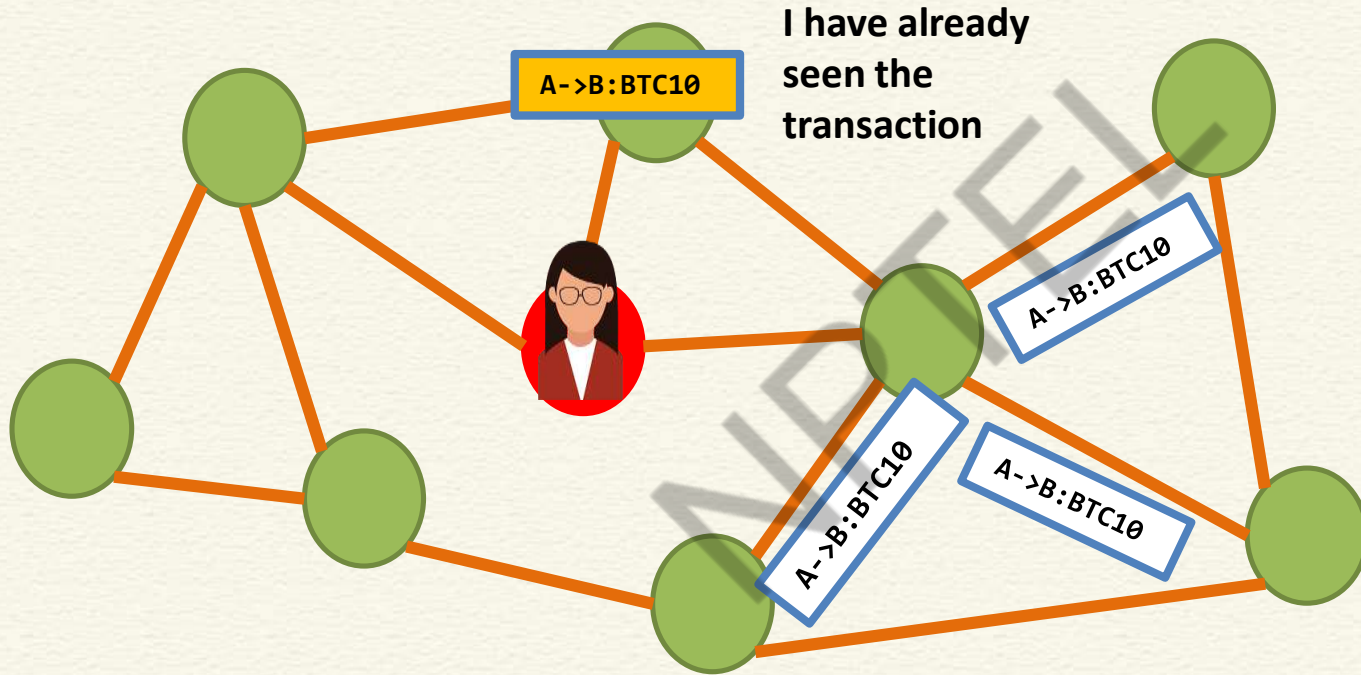 I have already
seen the
transaction
A->B:BTC10
A->B:BTC10
A->B:BTC10
A->B:BTC10
NPTEL